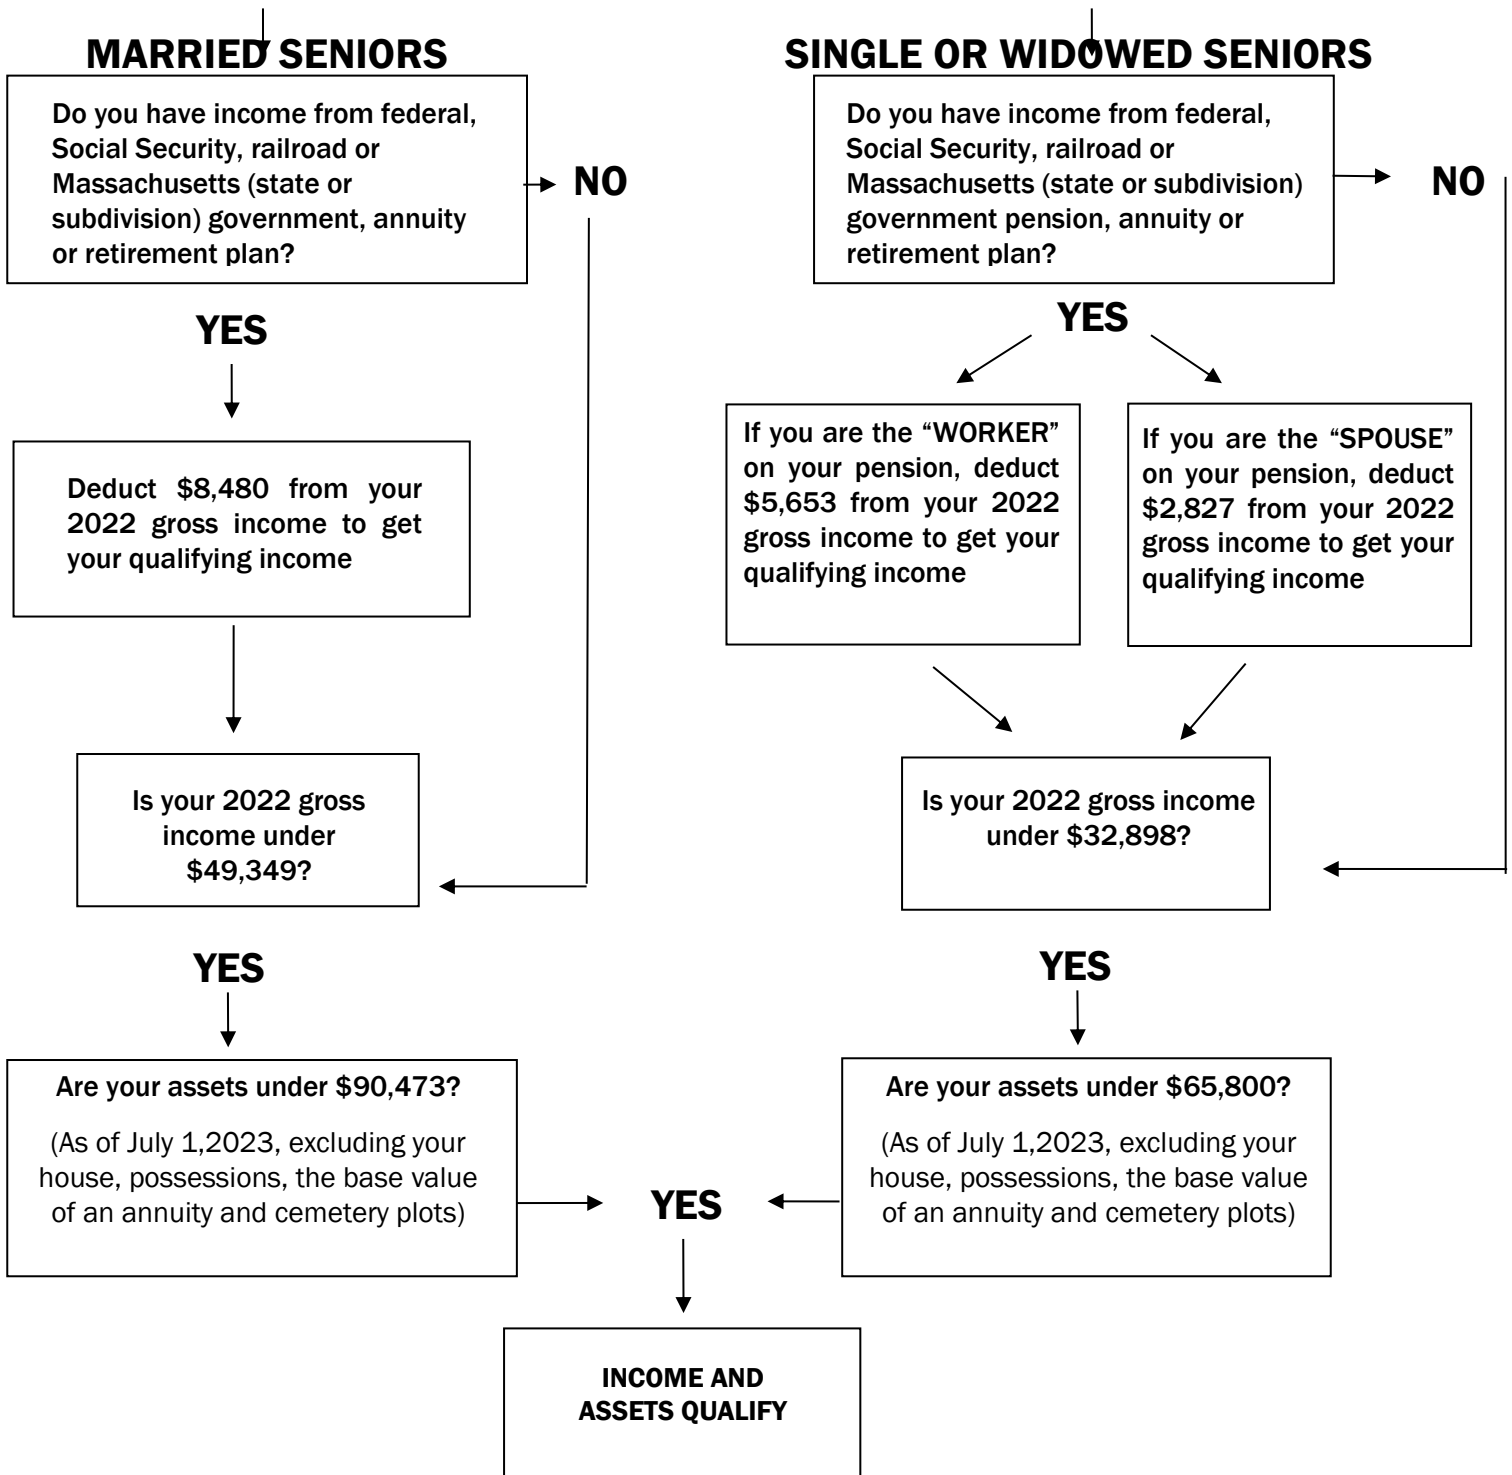 MARRIED SENIORS
Do you have income from federal,
Social Security, railroad or
Massachusetts (state or
subdivision) government, annuity
or retirement plan?
NO
YES
Deduct $8,480 from your
2022 gross income to get
your qualifying income
Is your 2022 gross
income under
$49,349?
YES
Are your assets under $90,473?
(As of July 1,2023, excluding your
house, possessions, the base value
of an annuity and cemetery plots)
SINGLE OR WIDOWED SENIORS
Do you have income from federal,
Social Security, railroad or
Massachusetts (state or subdivision)
government pension, annuity or
retirement plan?
NO
YES
If you are the “WORKER”
on your pension, deduct
$5,653 from your 2022
gross income to get your
qualifying income
If you are the “SPOUSE”
on your pension, deduct
$2,827 from your 2022
gross income to get your
qualifying income
Is your 2022 gross income
under $32,898?
YES
Are your assets under $65,800?
(As of July 1,2023, excluding your
house, possessions, the base value
of an annuity and cemetery plots)
YES
INCOME AND
ASSETS QUALIFY